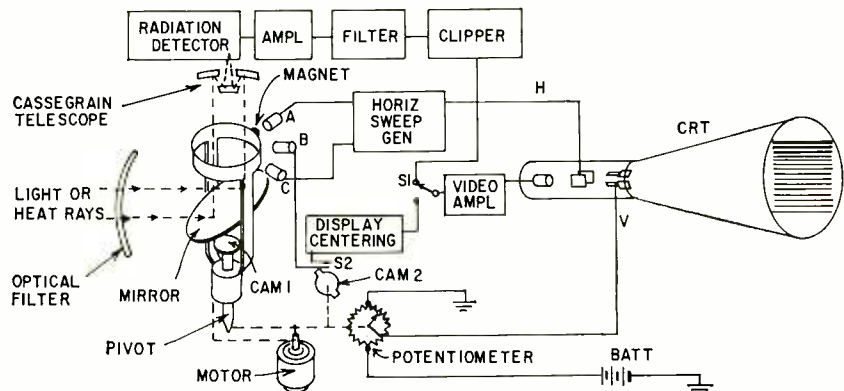 RADIATION
DETECTOR
AMPL
FILTER
CLIPPER
MAGNET
CASSEGRAIN
TELESCOPE
A
B
C
HORIZ
SWEEP
GEN
H
CRT
LIGHT OR
HEAT RAYS
S1
VIDEO
AMPL
V
DISPLAY
CENTERING
S2
CAM 2
OPTICAL
FILTER
MIRROR
CAM 1
PIVOT
MOTOR
POTENTIOMETER
BATT